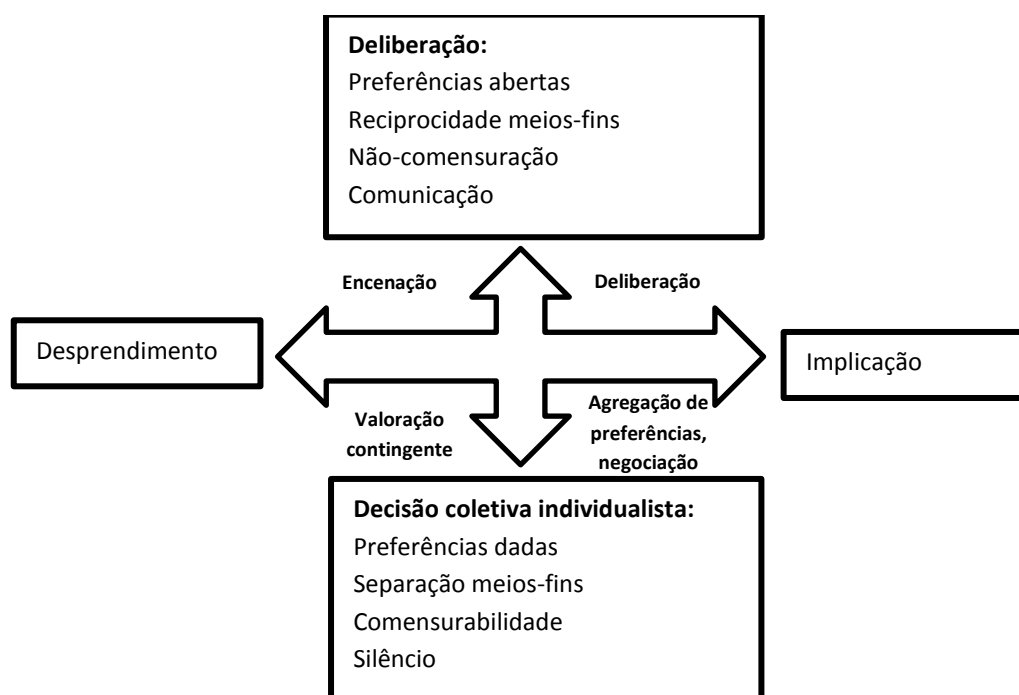 Deliberação:
Preferências abertas
Reciprocidade meios-fins
Não-comensuração
Comunicação
Encenação
Deliberação
Desprendimento
Implicação
Valoração
contingente
Agregação de
preferências,
negociação
Decisão coletiva individualista:
Preferências dadas
Separação meios-fins
Comensurabilidade
Silêncio